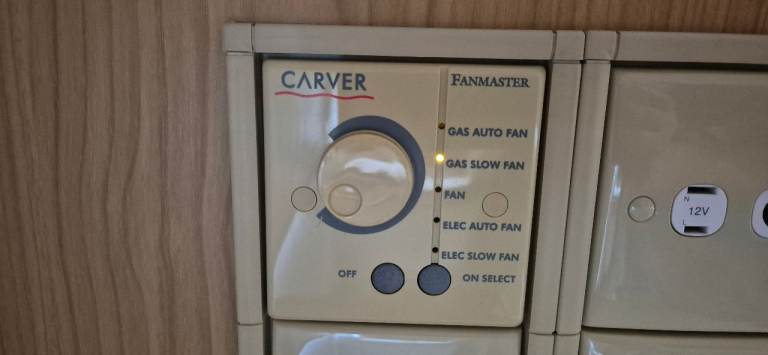 CARVER
FANMASTER
GAS AUTO FAN
GAS SLOW FAN
FAN
ELEC AUTO FAN
ELEC SLOW FAN
OFF
ON SELECT
N
12V
L